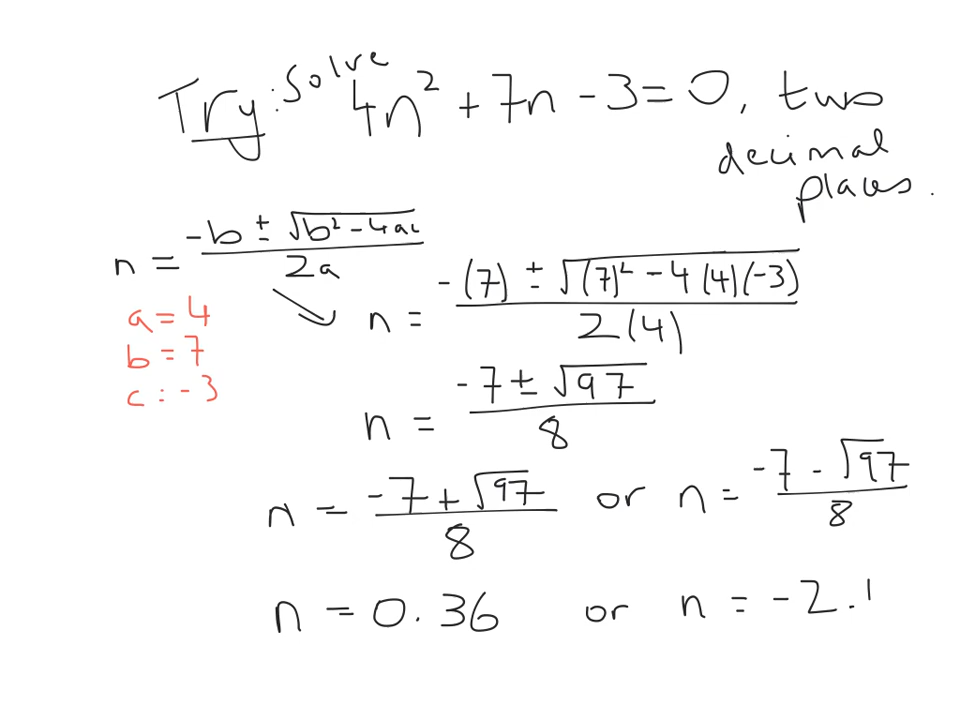 Try: Solve 4n² + 7n - 3 = 0, two
decimal
places.
n = (-b ± √(b² - 4ac)) / 2a
a = 4
b = 7
c : -3
n = (-(7) ± √((7)² - 4(4)(-3))) / 2(4)
n = (-7 ± √97) / 8
n = (-7 + √97) / 8 or n = (-7 - √97) / 8
n = 0.36 or n = -2.1